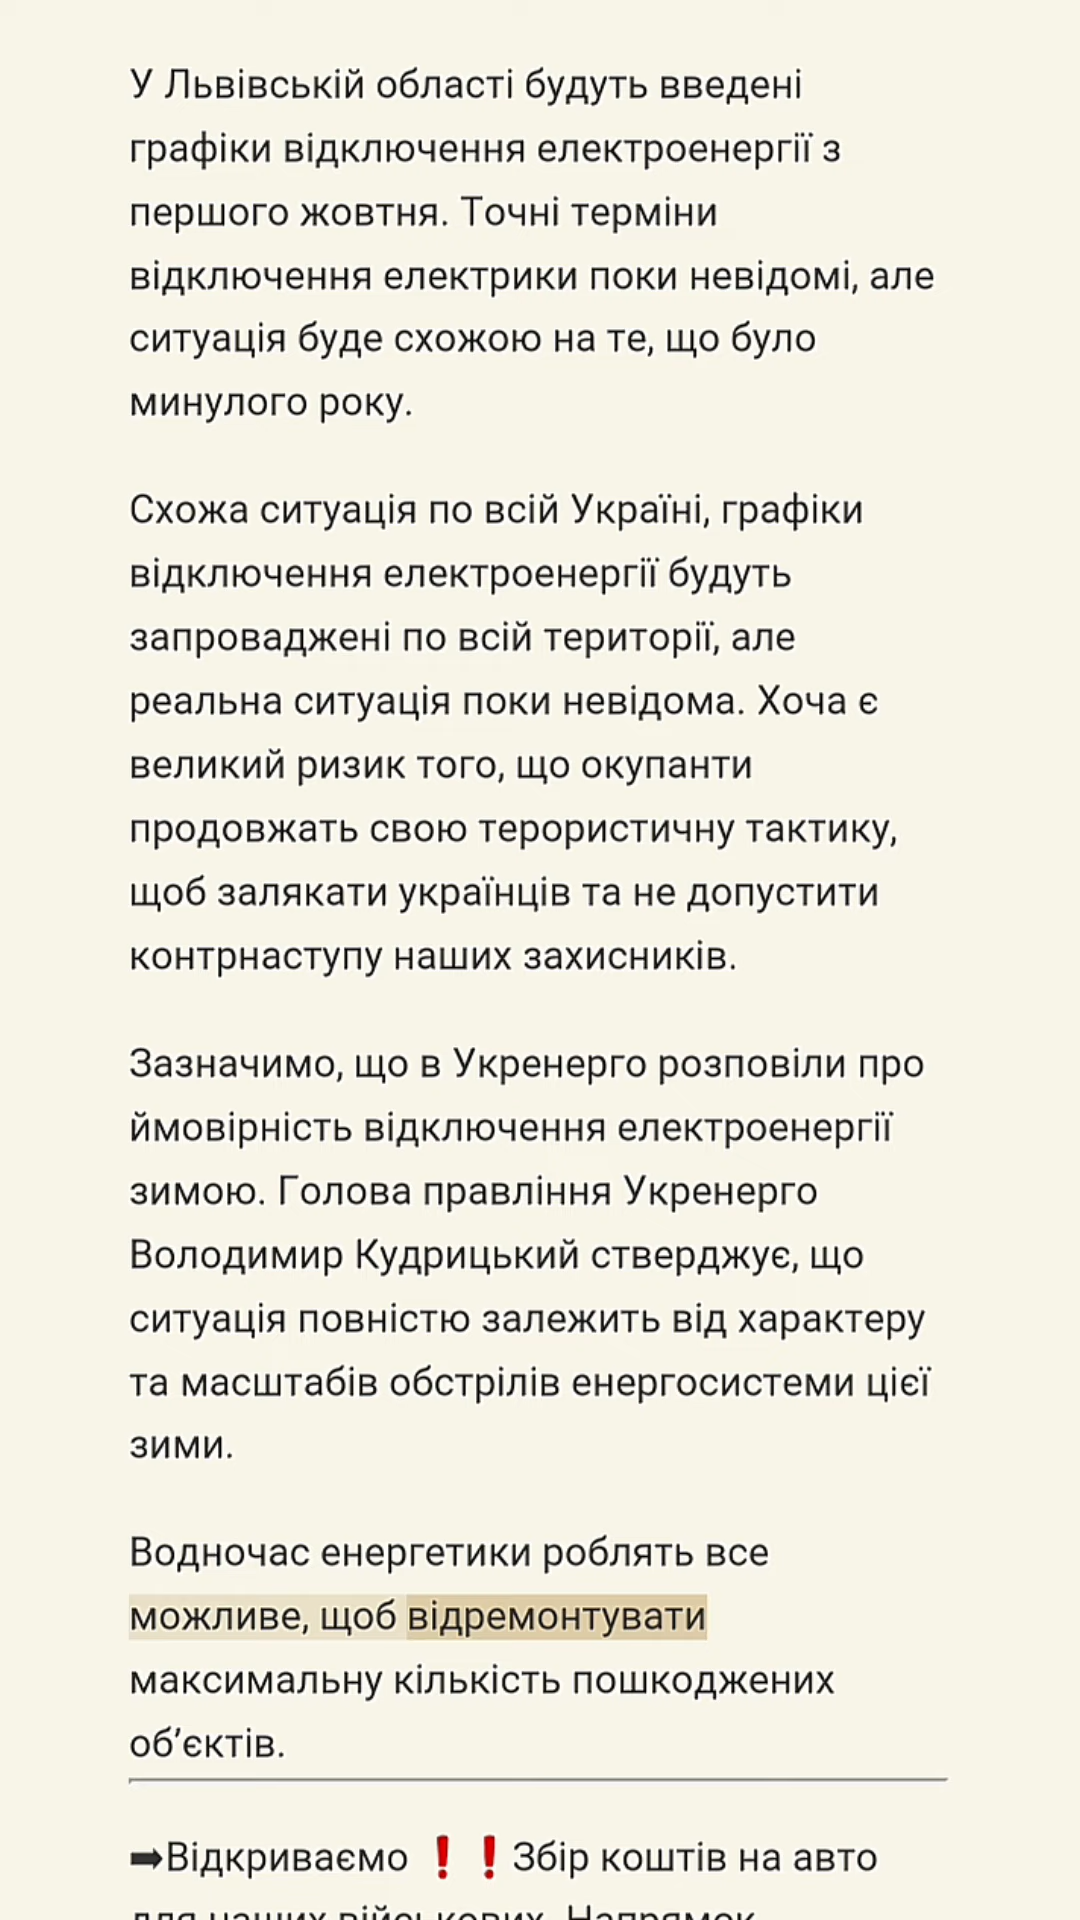 У Львівській області будуть введені
графіки відключення електроенергії з
першого жовтня. Точні терміни
відключення електрики поки невідомі, але
ситуація буде схожою на те, що було
минулого року.
Схожа ситуація по всій Україні, графіки
відключення електроенергії будуть
запроваджені по всій території, але
реальна ситуація поки невідома. Хоча є
великий ризик того, що окупанти
продовжать свою терористичну тактику,
щоб залякати українців та не допустити
контрнаступу наших захисників.
Зазначимо, що в Укренерго розповіли про
ймовірність відключення електроенергії
зимою. Голова правління Укренерго
Володимир Кудрицький стверджує, що
ситуація повністю залежить від характеру
та масштабів обстрілів енергосистеми цієї
зими.
Водночас енергетики роблять все
можливе, щоб відремонтувати
максимальну кількість пошкоджених
об’єктів.
➡Відкриваємо ❗❗Збір коштів на авто
для наших військових. Напрямок